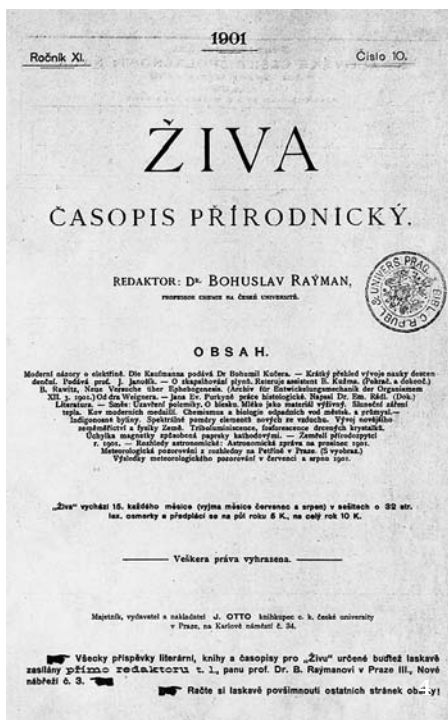 1901
Ročník XI.
Číslo 10.
ŽIVA
ČASOPIS PŘÍRODNICKÝ.
REDAKTOR: DR. BOHUSLAV RAÝMAN,
PROFESSOR CHEMIE NA ČESKÉ UNIVERSITĚ.
OBSAH.
Moderní názory o elektřině. Die Kaufmanna podává Dr Bohumil Kučera. — Krátký přehled vývoje nauky descen-
denční. Podává prof. J. Janošík. — O zkapalňování plynů. Referuje assistent B. Kužma. (Pokrač. a dokonč.)
B. Rawitz, Neue Versuche über Ephebogenesis. (Archiv für Entwickelungsmechanik der Organismen
XII. 3. 1901.) Od dra Weignera. — Jana Ev. Purkyně práce histologické. Napsal Dr. Em. Rádl. (Dok.)
Literatura. — Směs: Uzavření polemiky. O blesku. Mléko jako materiál výživný. Sluneční záření
tepla. Kov moderních medailí. Chemismus a biologie odpadních vod městsk. a průmysl.—
Indigonosné byliny. Spektrálné poměry elementů nových ze vzduchu. Vývoj novějšího
zeměměřictví a fysiky Země. Triboluminiscence, fosforescence drcených krystalků.
Úchylka magnetky způsobená paprsky kathodovými. — Zemřelí přírodozpytci
r. 1901. — Rozhledy astronomické: Astronomická zpráva na prosinec 1901.
Meteorologická pozorování z rozhledny na Petříně v Praze. (S vyobraz.)
Výsledky meteorologického pozorování v červenci a srpnu 1901.
„Živa“ vychází 15. každého měsíce (vyjma měsíce červenec a srpen) v sešitech o 32 str.
lex. osmerky a předplácí se na půl roku 5 K., na celý rok 10 K.
Veškera práva vyhrazena.
Majetník, vydavatel a nakladatel J. OTTO knihkupec c. k. české university
v Praze, na Karlově náměstí č. 34.
Všecky příspěvky literární, knihy a časopisy pro „Živu“ určené buďtež laskavě
zasílány přímo redaktoru t. l., panu prof. Dr. B. Raýmanovi v Praze III., Nové
nábřeží č. 3.
Račte si laskavě povšimnouti ostatních stránek obálky!
4